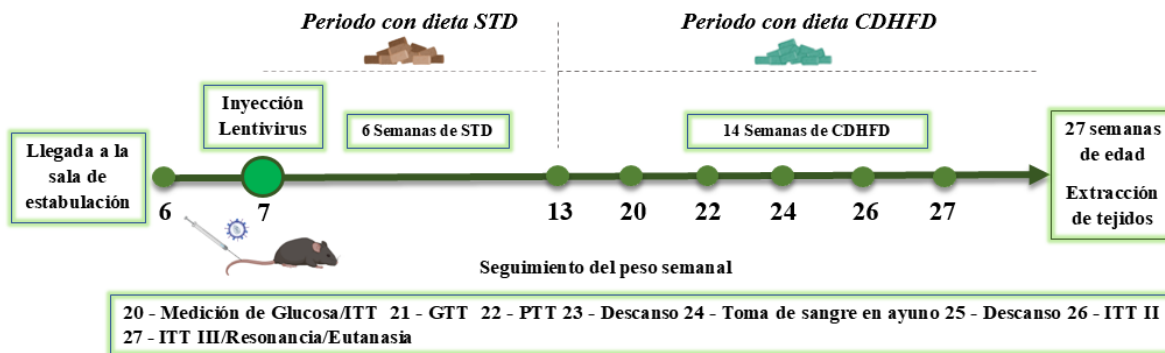 Periodo con dieta STD
Periodo con dieta CDHFD
Inyección
Lentivirus
6 Semanas de STD
14 Semanas de CDHFD
Llegada a la
sala de
estabulación
27 semanas
de edad
Extracción
de tejidos
6
7
13
20
22
24
26
27
Seguimiento del peso semanal
20 - Medición de Glucosa/ITT 21 - GTT 22 - PTT 23 - Descanso 24 - Toma de sangre en ayuno 25 - Descanso 26 - ITT II
27 - ITT III/Resonancia/Eutanasia